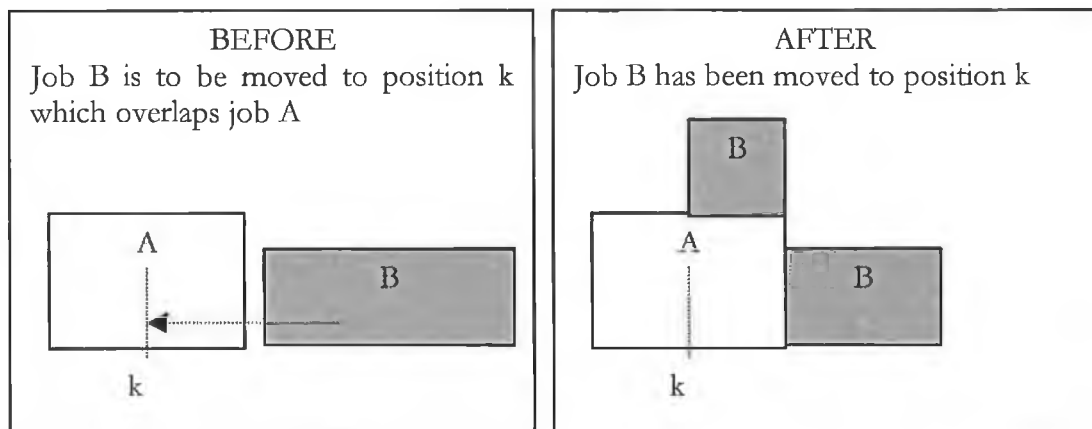 BEFORE
Job B is to be moved to position k
which overlaps job A
A
B
k
AFTER
Job B has been moved to position k
B
A
B
k